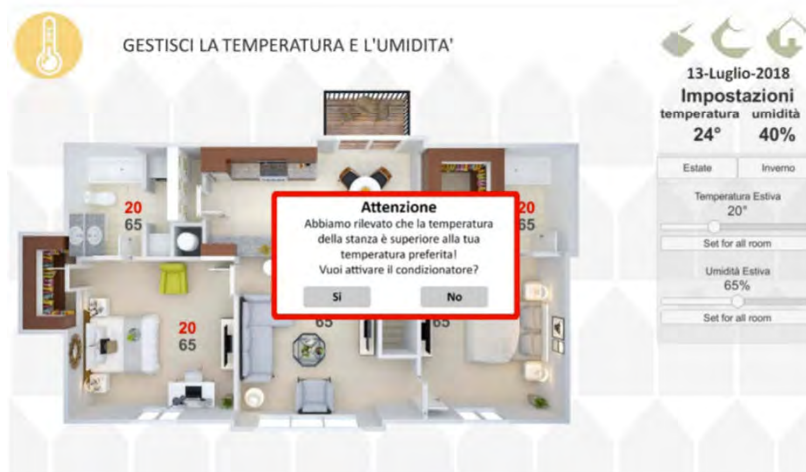 GESTISCI LA TEMPERATURA E L'UMIDITA'
13-Luglio-2018
Impostazioni
temperatura umidità
24° 40%
Estate Inverno
Temperatura Estiva
20°
Set for all room
Umidità Estiva
65%
Set for all room
Attenzione
Abbiamo rilevato che la temperatura
della stanza è superiore alla tua
temperatura preferita!
Vuoi attivare il condizionatore?
Si No
20
65
20
65
20
65
65
65